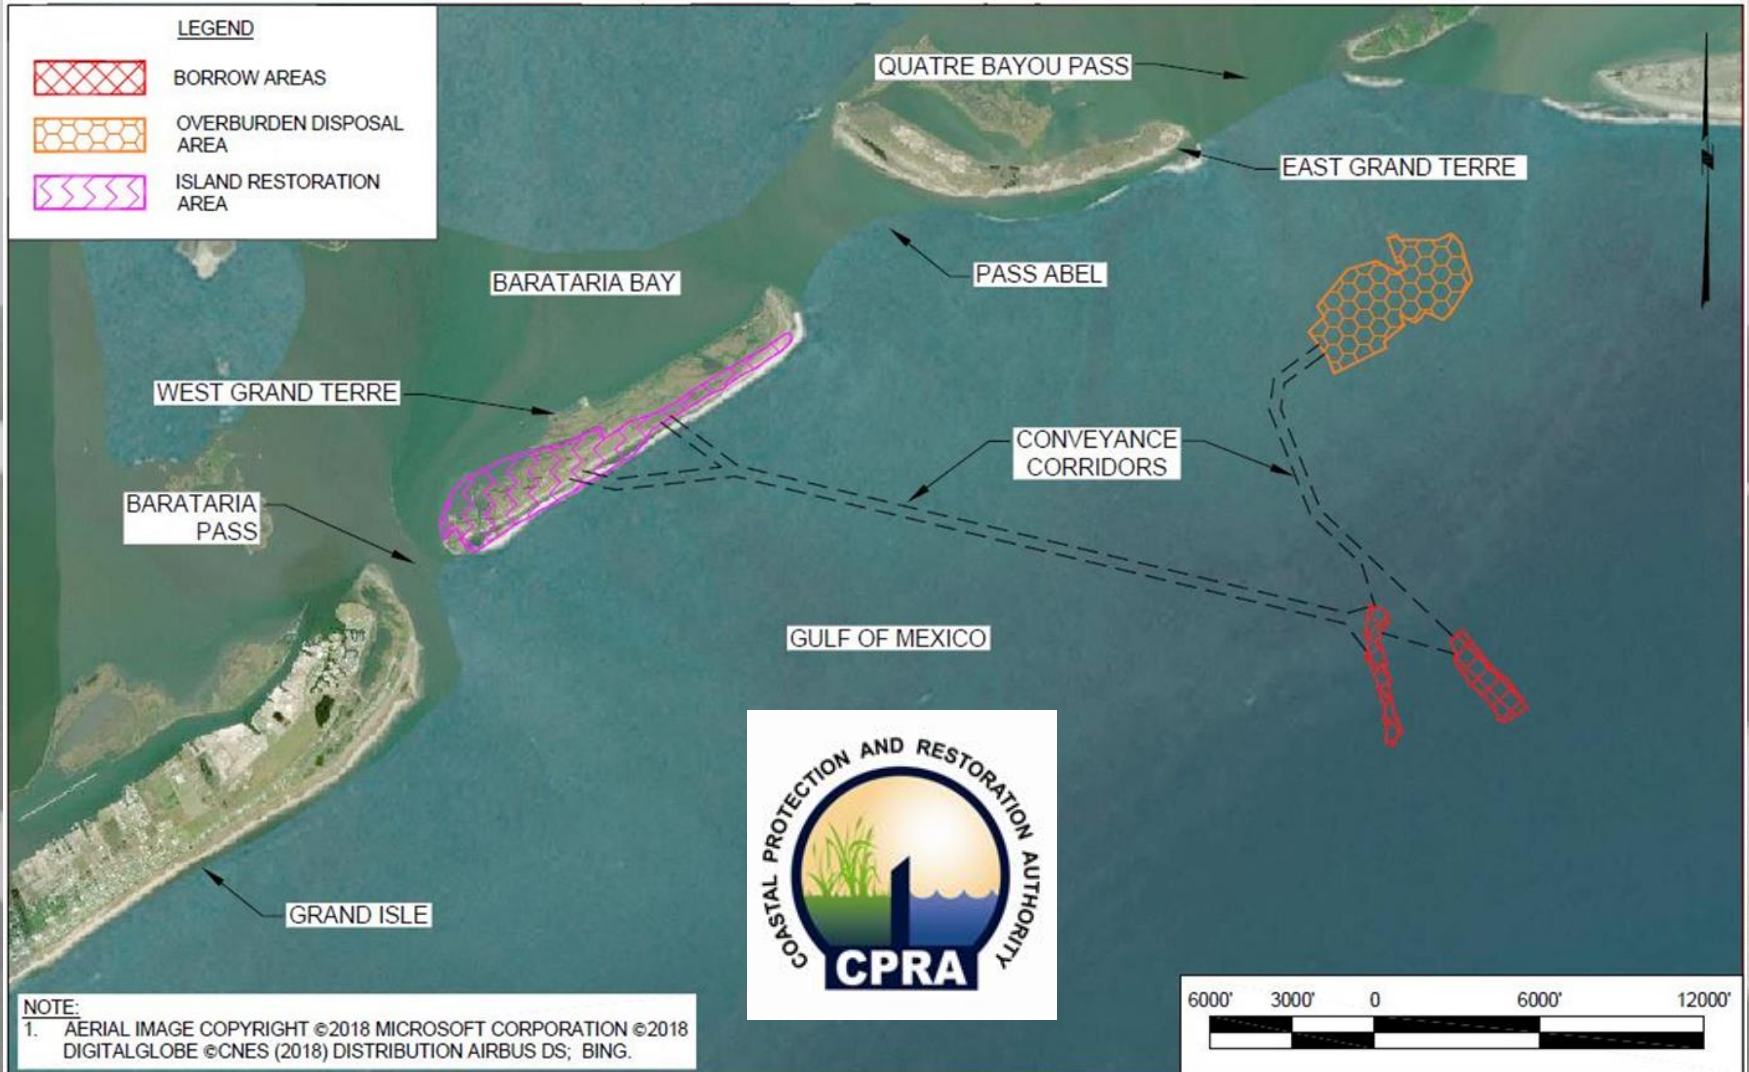 LEGEND
BORROW AREAS
OVERBURDEN DISPOSAL
AREA
ISLAND RESTORATION
AREA
QUATRE BAYOU PASS
EAST GRAND TERRE
PASS ABEL
BARATARIA BAY
WEST GRAND TERRE
CONVEYANCE
CORRIDORS
BARATARIA
PASS
GULF OF MEXICO
GRAND ISLE
COASTAL PROTECTION AND RESTORATION AUTHORITY
CPRA
NOTE:
1. AERIAL IMAGE COPYRIGHT ©2018 MICROSOFT CORPORATION ©2018
DIGITALGLOBE ©CNES (2018) DISTRIBUTION AIRBUS DS; BING.
6000' 3000' 0 6000' 12000'
N